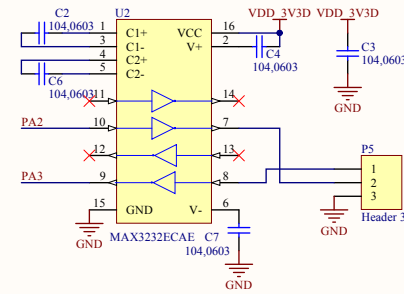 C2
104,0603
U2
VDD_3V3D
VDD_3V3D
1
C1+
VCC
16
3
C1-
V+
2
4
C2+
5
C2-
C4
104,0603
C3
104,0603
C6
104,0603
GND
11
14
PA2
10
7
12
13
PA3
9
8
P5
1
2
3
Header 3
GND
15
GND
V-
6
GND
MAX3232ECAE
C7
104,0603
GND